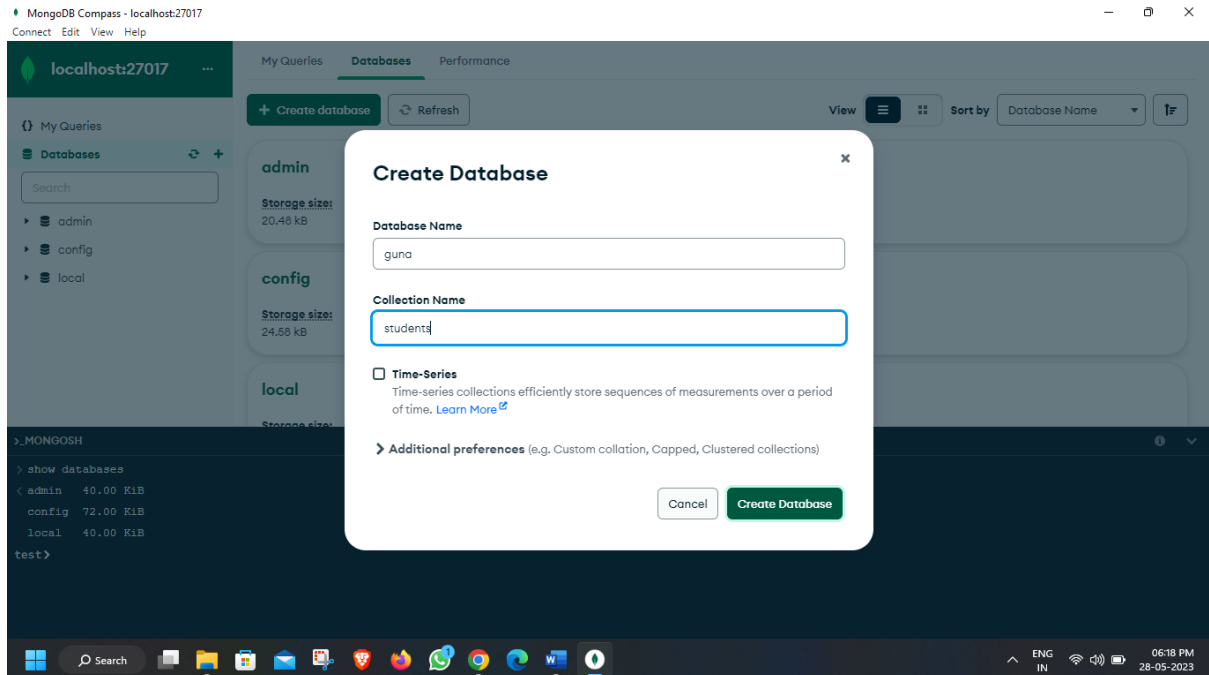 MongoDB Compass - localhost:27017
Connect Edit View Help
localhost:27017 ...
My Queries Databases Performance
+ Create database Refresh View Sort by Database Name
{} My Queries
Databases
Search
admin
config
local
admin
Storage size:
20.48 kB
config
Storage size:
24.58 kB
local
Storage size:
Create Database
Database Name
guna
Collection Name
students
Time-Series
Time-series collections efficiently store sequences of measurements over a period
of time. Learn More
Additional preferences (e.g. Custom collation, Capped, Clustered collections)
Cancel Create Database
>_MONGOSH
> show databases
< admin 40.00 KiB
config 72.00 KiB
local 40.00 KiB
test>
Search
ENG
IN
06:18 PM
28-05-2023